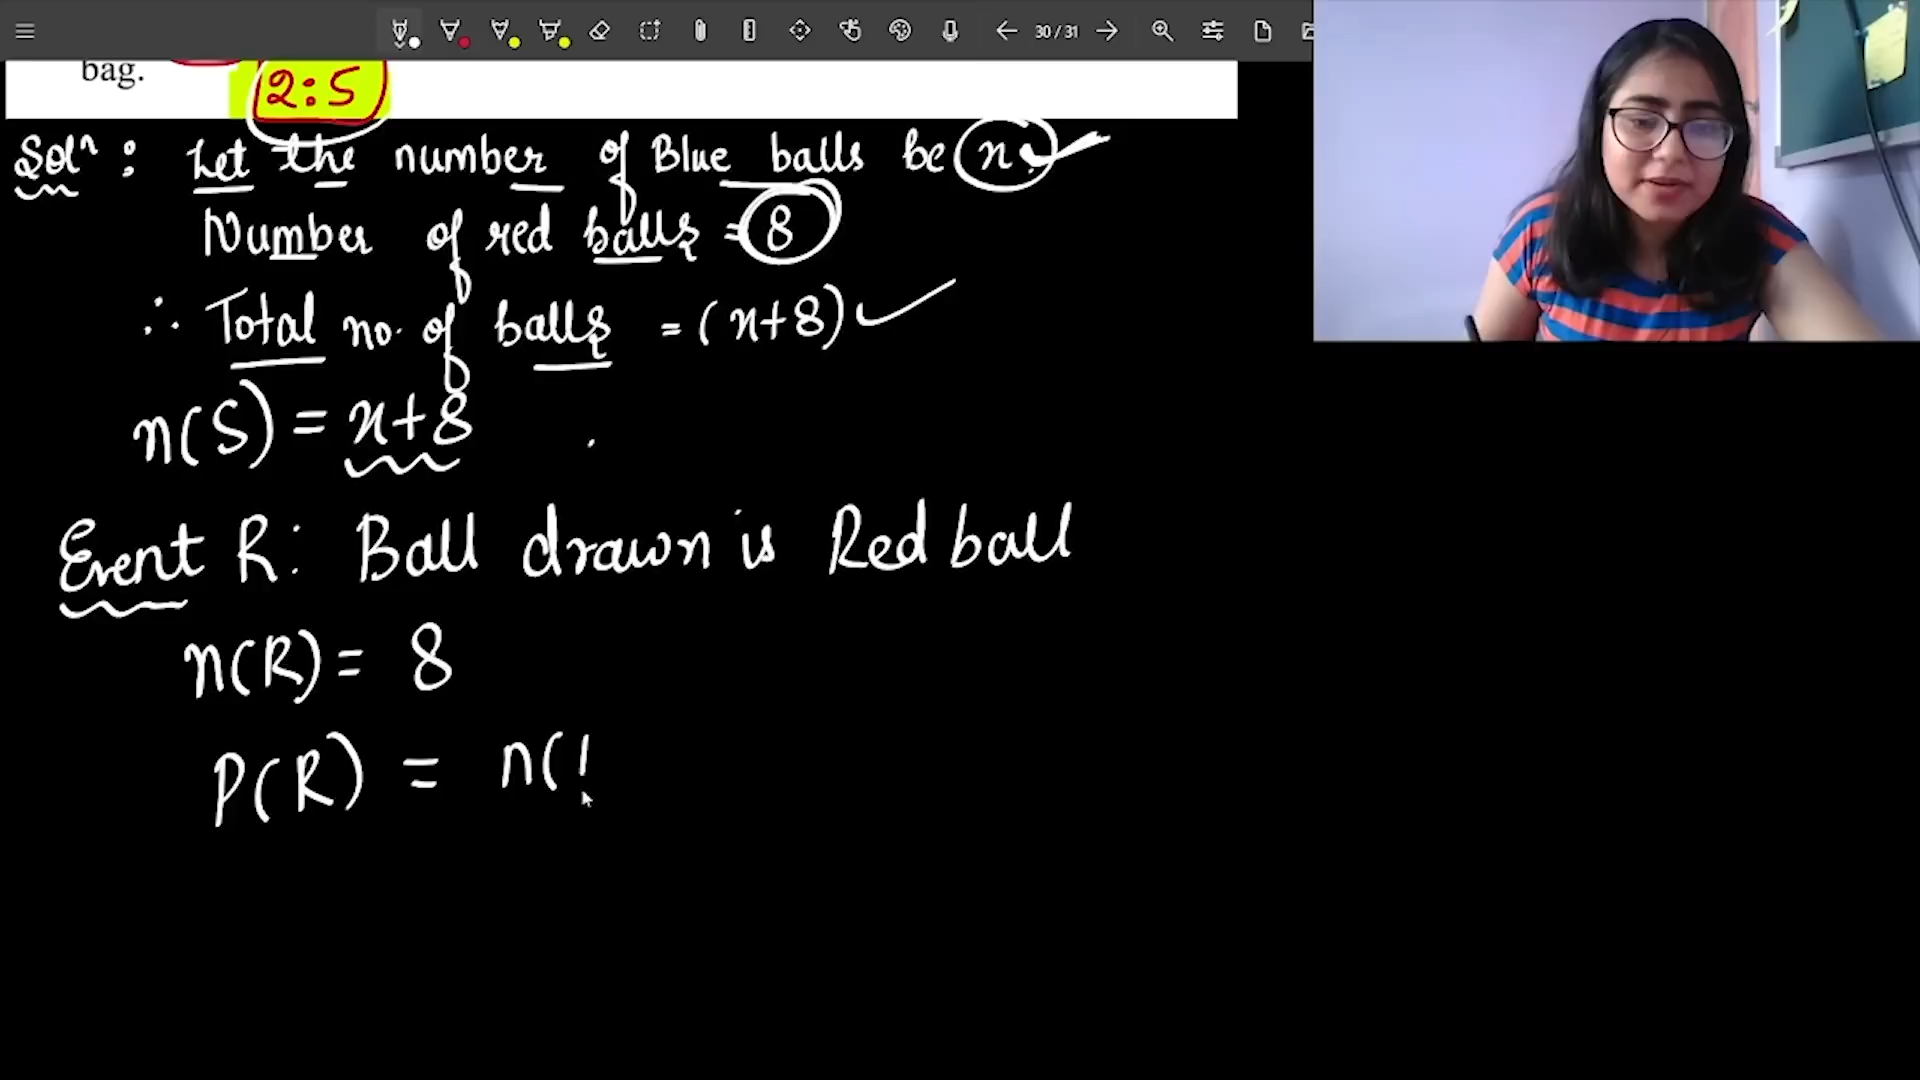 30/31
bag.
2:5
Solⁿ : Let the number of Blue balls be x.
Number of red balls = 8
∴ Total no. of balls = (x+8)
n(S) = x+8
Event R: Ball drawn is Red ball
n(R) = 8
P(R) = n(